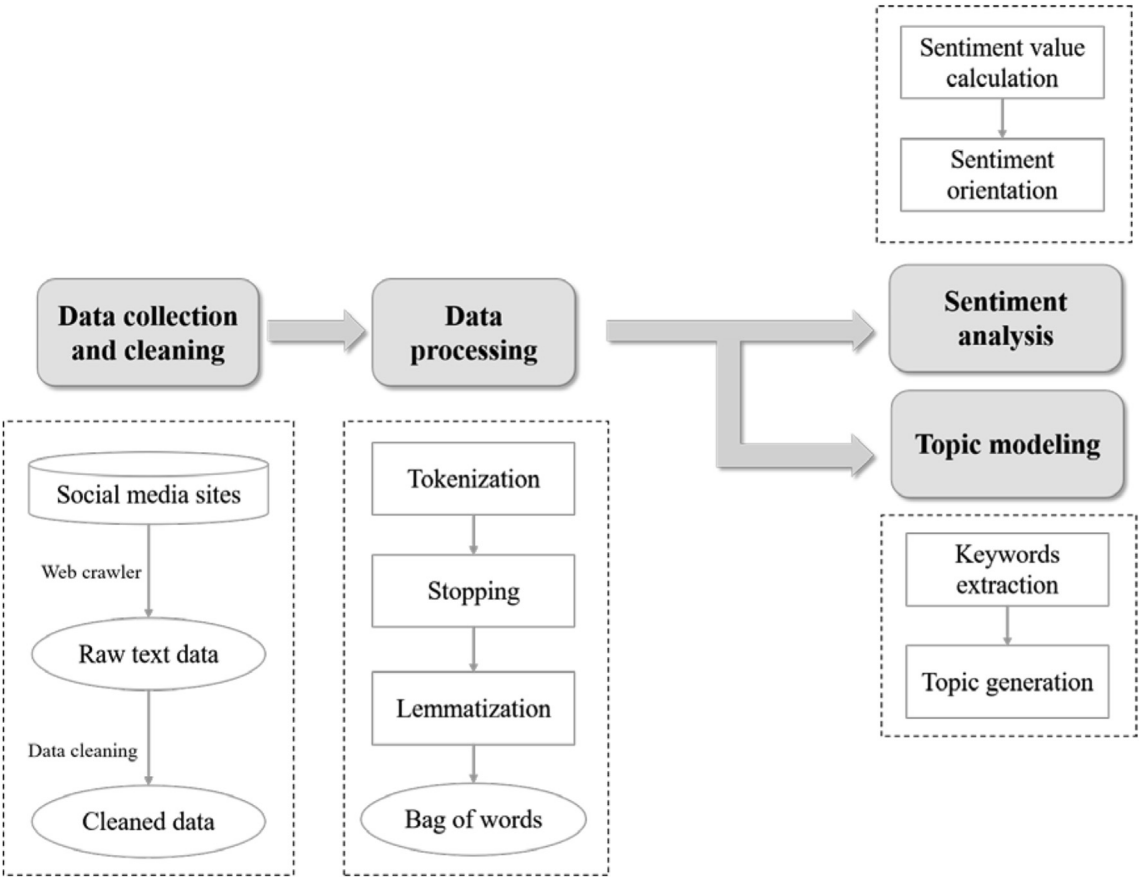 Sentiment value
calculation
Sentiment
orientation
Data collection
and cleaning
Data
processing
Sentiment
analysis
Topic modeling
Social media sites
Web crawler
Raw text data
Data cleaning
Cleaned data
Tokenization
Stopping
Lemmatization
Bag of words
Keywords
extraction
Topic generation